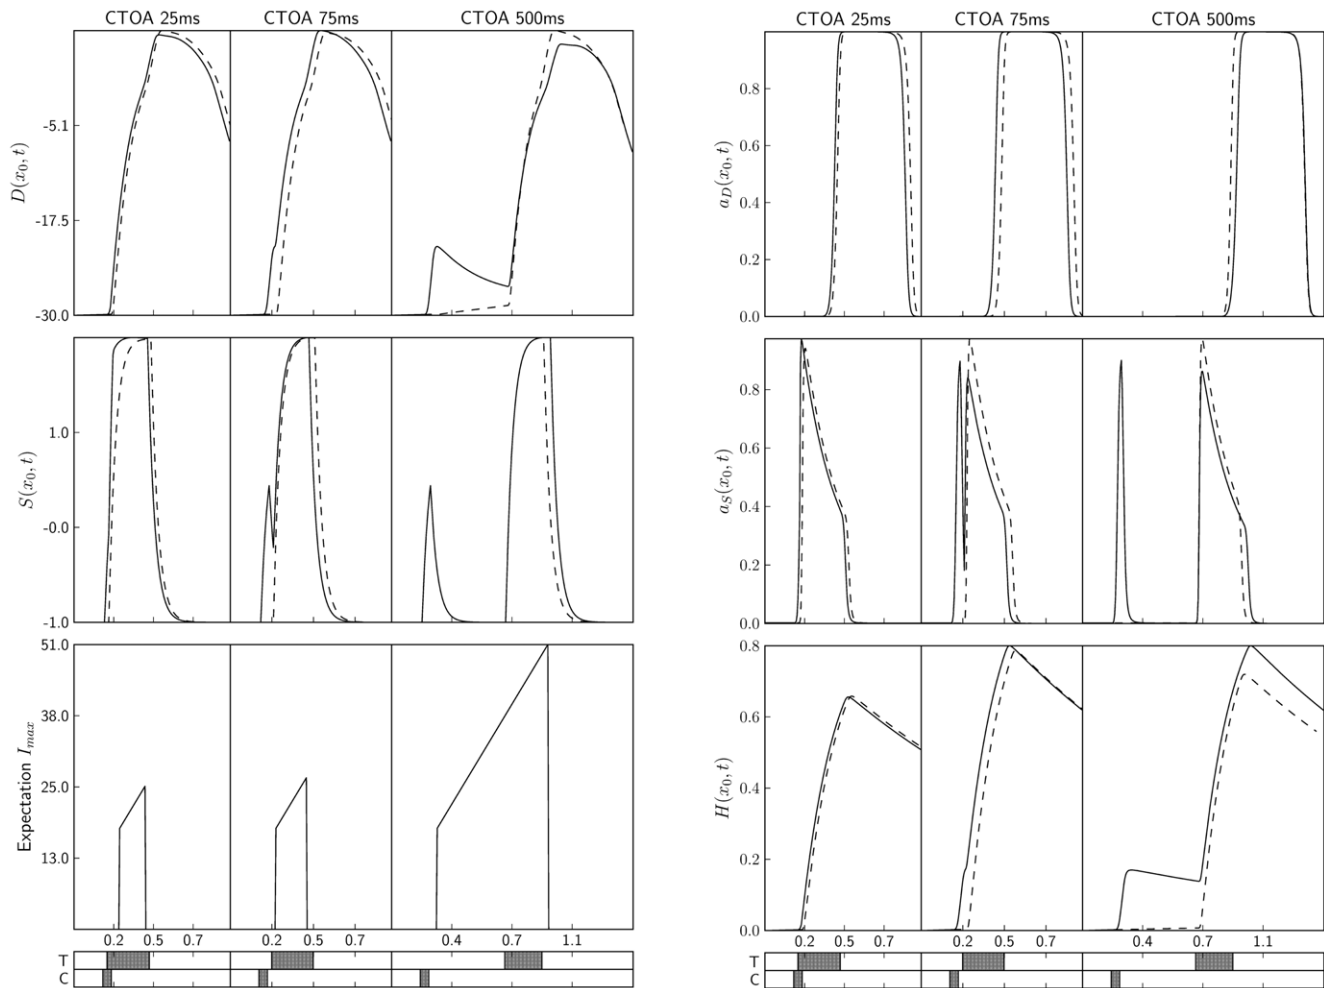 CTOA 25ms CTOA 75ms CTOA 500ms
-5.1
-17.5
-30.0
D(x₀, t)
1.0
-0.0
-1.0
S(x₀, t)
51.0
38.0
25.0
13.0
Expectation I_max
0.2 0.5 0.7 0.2 0.5 0.7 0.4 0.7 1.1
T
C
CTOA 25ms CTOA 75ms CTOA 500ms
0.8
0.6
0.4
0.2
0.0
a_D(x₀, t)
0.8
0.6
0.4
0.2
0.0
a_S(x₀, t)
0.8
0.6
0.4
0.2
0.0
H(x₀, t)
0.2 0.5 0.7 0.2 0.5 0.7 0.4 0.7 1.1
T
C